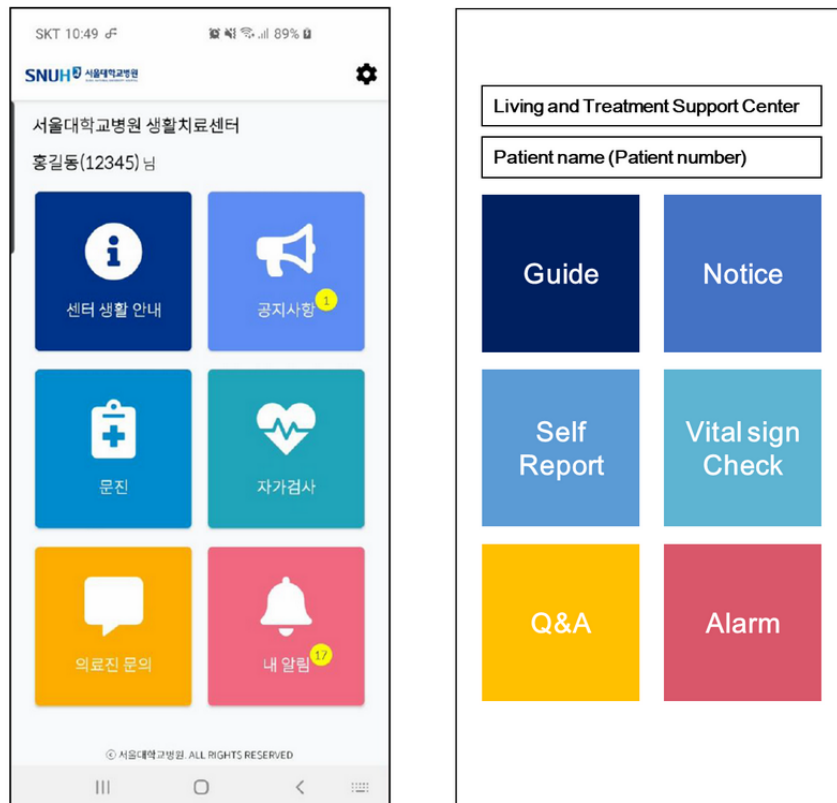 SKT 10:49
89%
SNUH 서울대학교병원
서울대학교병원 생활치료센터
홍길동(12345) 님
센터 생활 안내
공지사항 1
문진
자가검사
의료진 문의
내 알림 17
ⓒ 서울대학교병원. ALL RIGHTS RESERVED
Living and Treatment Support Center
Patient name (Patient number)
Guide
Notice
Self
Report
Vital sign
Check
Q&A
Alarm